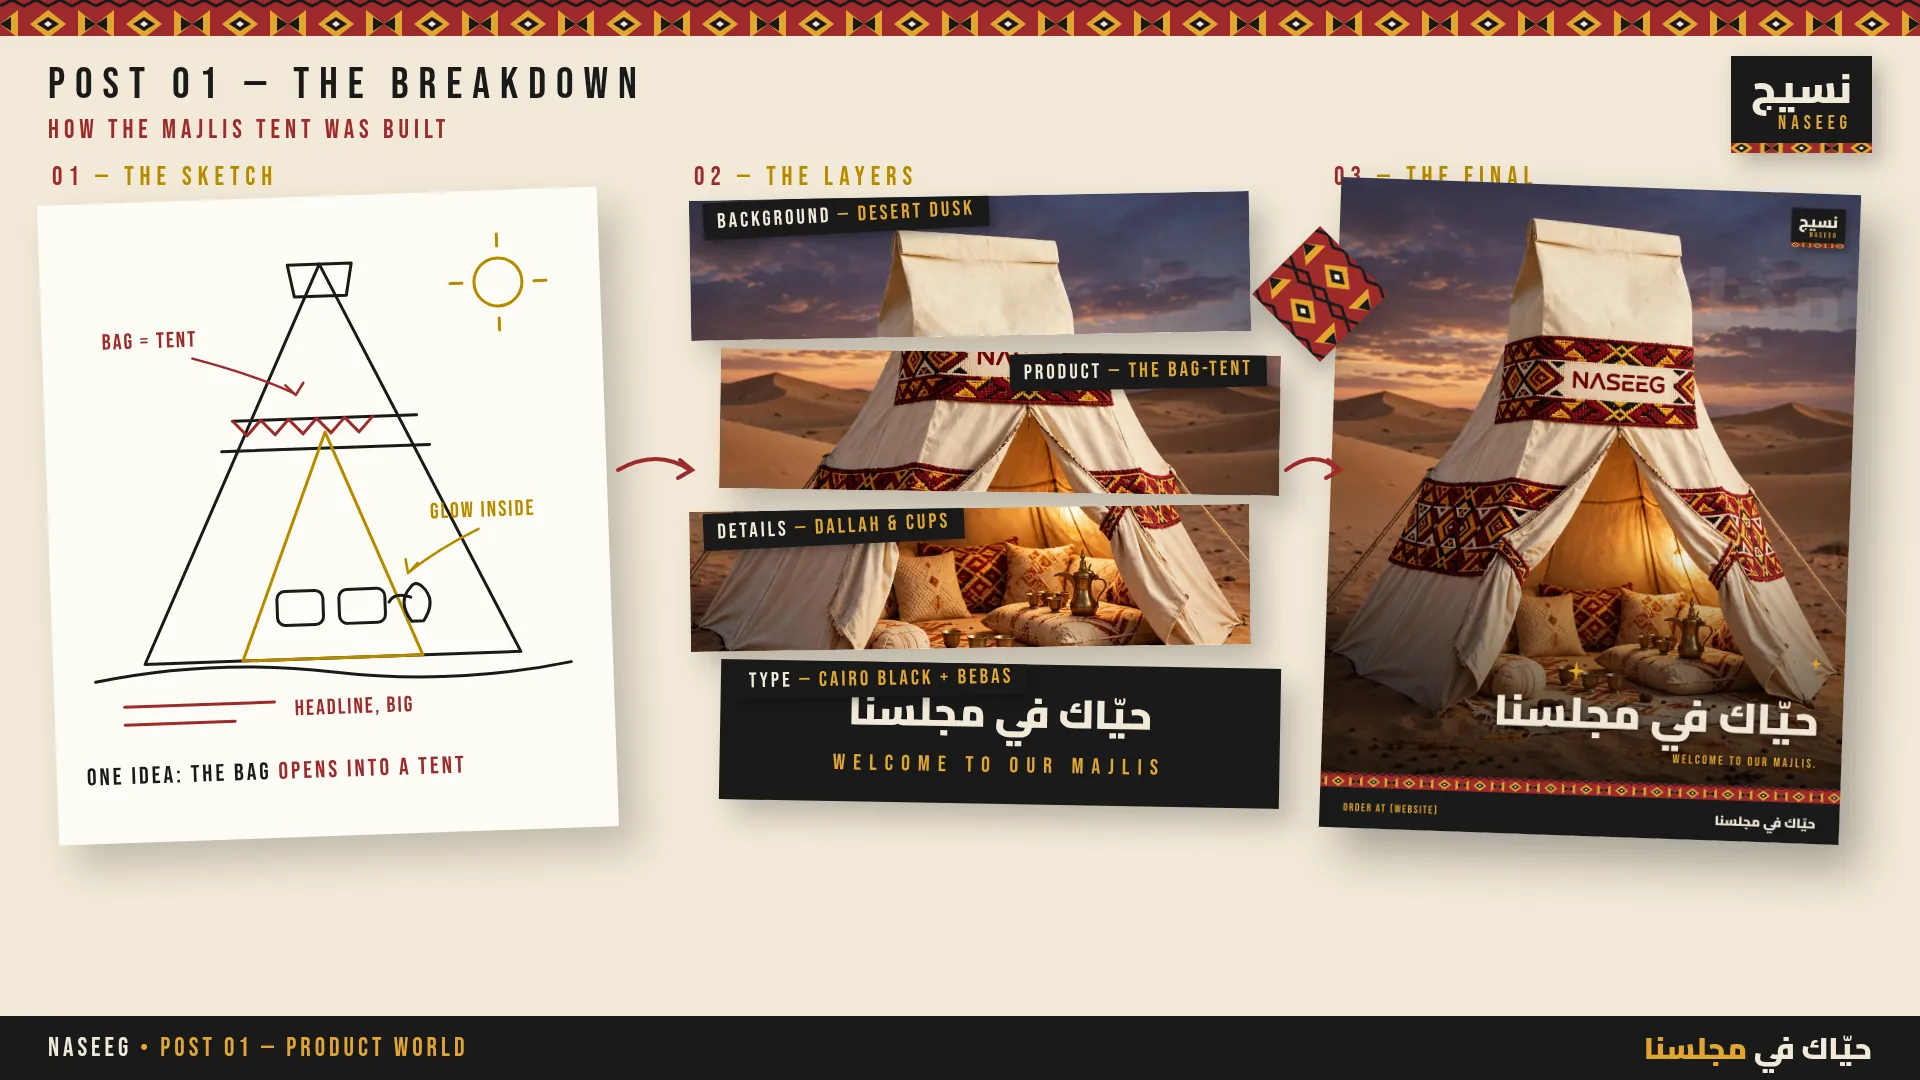 POST 01 — THE BREAKDOWN
HOW THE MAJLIS TENT WAS BUILT
نسيج
NASEEG
01 — THE SKETCH
BAG = TENT
GLOW INSIDE
HEADLINE, BIG
ONE IDEA: THE BAG OPENS INTO A TENT
02 — THE LAYERS
BACKGROUND — DESERT DUSK
PRODUCT — THE BAG-TENT
DETAILS — DALLAH & CUPS
TYPE — CAIRO BLACK + BEBAS
حيّاك في مجلسنا
WELCOME TO OUR MAJLIS
03 — THE FINAL
نسيج
NASEEG
NASEEG
حيّاك في مجلسنا
WELCOME TO OUR MAJLIS.
ORDER AT [WEBSITE]
حيّاك في مجلسنا
NASEEG • POST 01 — PRODUCT WORLD
حيّاك في مجلسنا